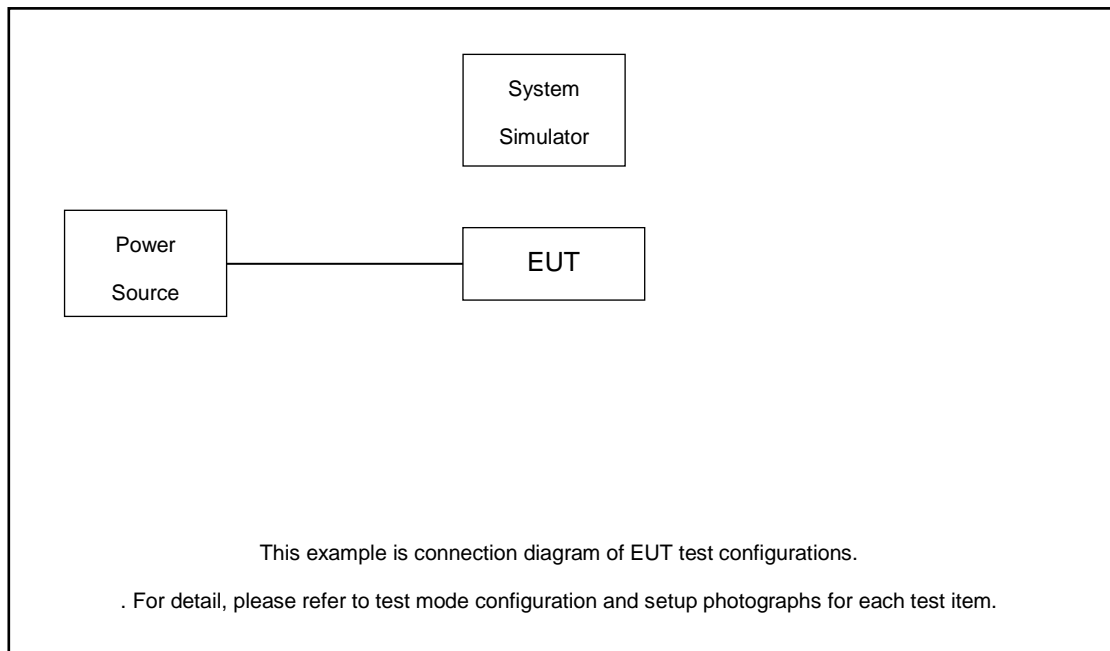 System
Simulator
Power
Source
EUT
This example is connection diagram of EUT test configurations.
. For detail, please refer to test mode configuration and setup photographs for each test item.